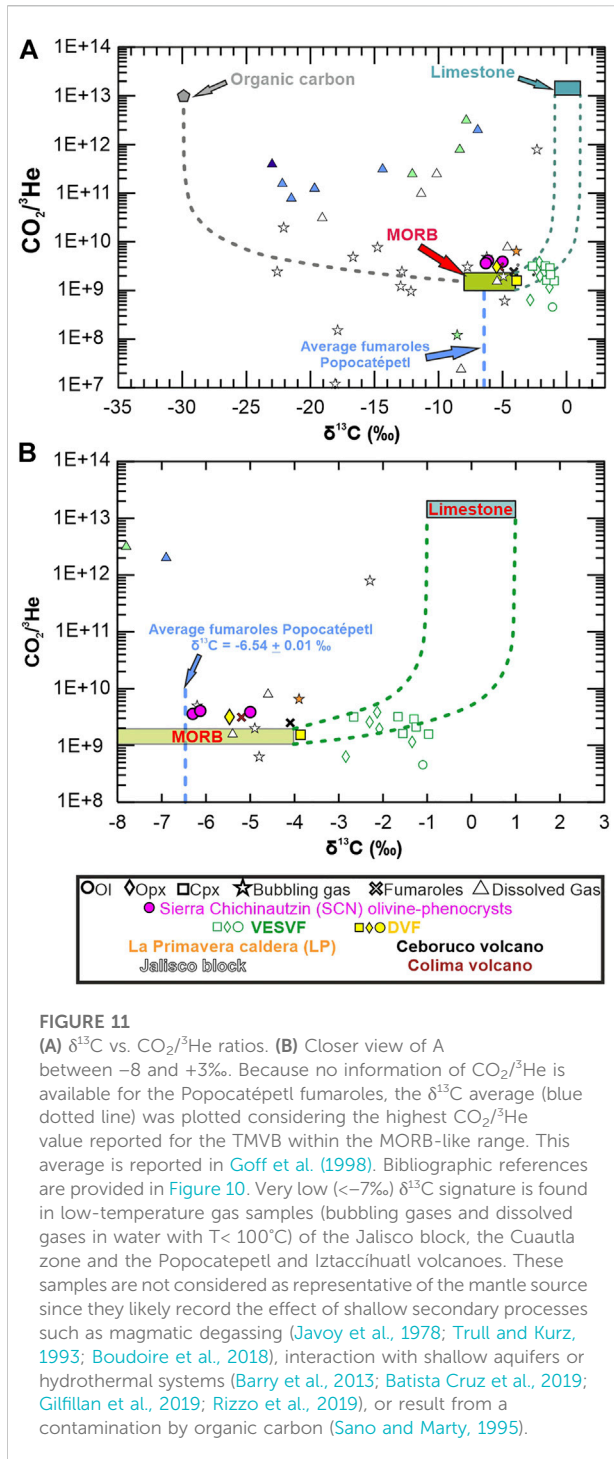 A
1E+14
1E+13
1E+12
1E+11
1E+10
1E+9
1E+8
1E+7
CO₂/³He
Organic carbon
Limestone
MORB
Average fumaroles
Popocatépetl
-35 -30 -25 -20 -15 -10 -5 0
δ¹³C (‰)
B
1E+14
1E+13
1E+12
1E+11
1E+10
1E+9
1E+8
CO₂/³He
Limestone
Average fumaroles Popocatépetl
δ¹³C = -6.54 ± 0.01 ‰
MORB
-8 -7 -6 -5 -4 -3 -2 -1 0 1 2 3
δ¹³C (‰)
Ol Opx Cpx Bubbling gas Fumaroles Dissolved Gas
Sierra Chichinautzin (SCN) olivine-phenocrysts
VESVF DVF
La Primavera caldera (LP) Ceboruco volcano
Jalisco block Colima volcano
FIGURE 11
(A) δ¹³C vs. CO₂/³He ratios. (B) Closer view of A
between –8 and +3‰. Because no information of CO₂/³He is
available for the Popocatépetl fumaroles, the δ¹³C average (blue
dotted line) was plotted considering the highest CO₂/³He
value reported for the TMVB within the MORB-like range. This
average is reported in Goff et al. (1998). Bibliographic references
are provided in Figure 10. Very low (<–7‰) δ¹³C signature is found
in low-temperature gas samples (bubbling gases and dissolved
gases in water with T< 100°C) of the Jalisco block, the Cuautla
zone and the Popocatepetl and Iztaccíhuatl volcanoes. These
samples are not considered as representative of the mantle source
since they likely record the effect of shallow secondary processes
such as magmatic degassing (Javoy et al., 1978; Trull and Kurz,
1993; Boudoire et al., 2018), interaction with shallow aquifers or
hydrothermal systems (Barry et al., 2013; Batista Cruz et al., 2019;
Gilfillan et al., 2019; Rizzo et al., 2019), or result from a
contamination by organic carbon (Sano and Marty, 1995).